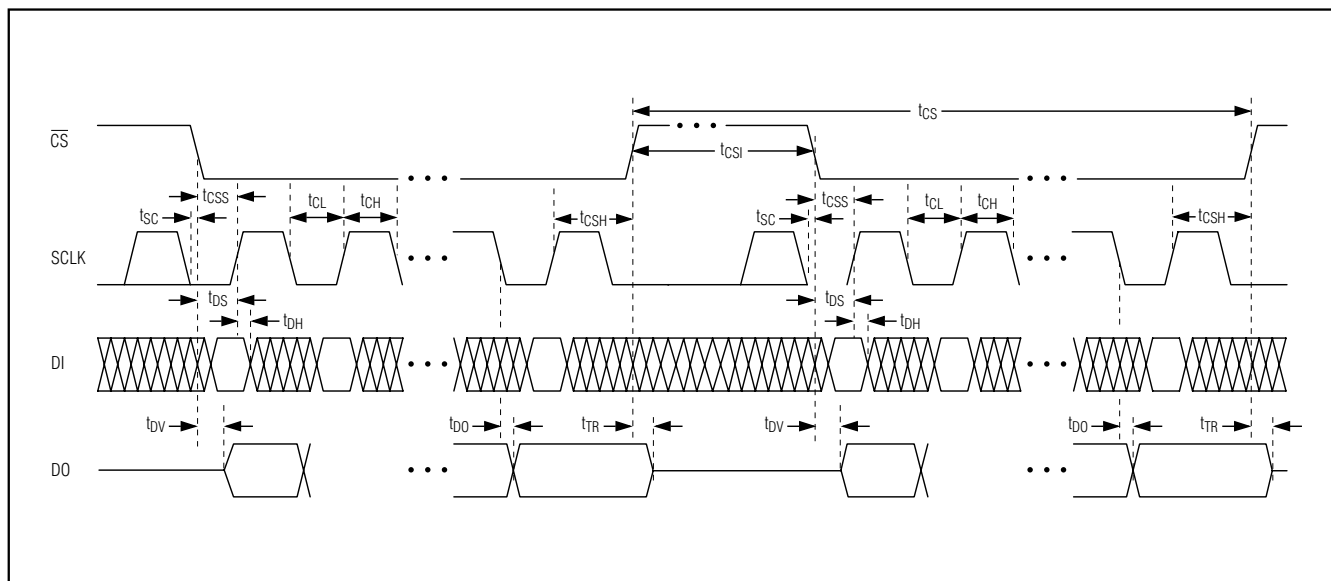 tCS
CS
tCSI
tCSS tCL tCH tCSH tCSS tCL tCH tCSH
tSC tSC
SCLK
tDS tDS
tDH tDH
DI
tDV tDO tTR tDV tDO tTR
DO